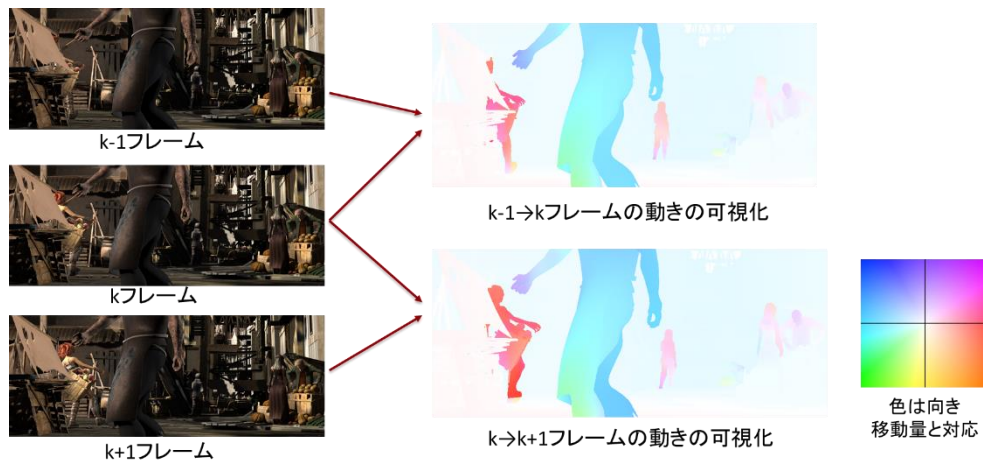 k-1フレーム
kフレーム
k+1フレーム
k-1→kフレームの動きの可視化
k→k+1フレームの動きの可視化
色は向き
移動量と対応